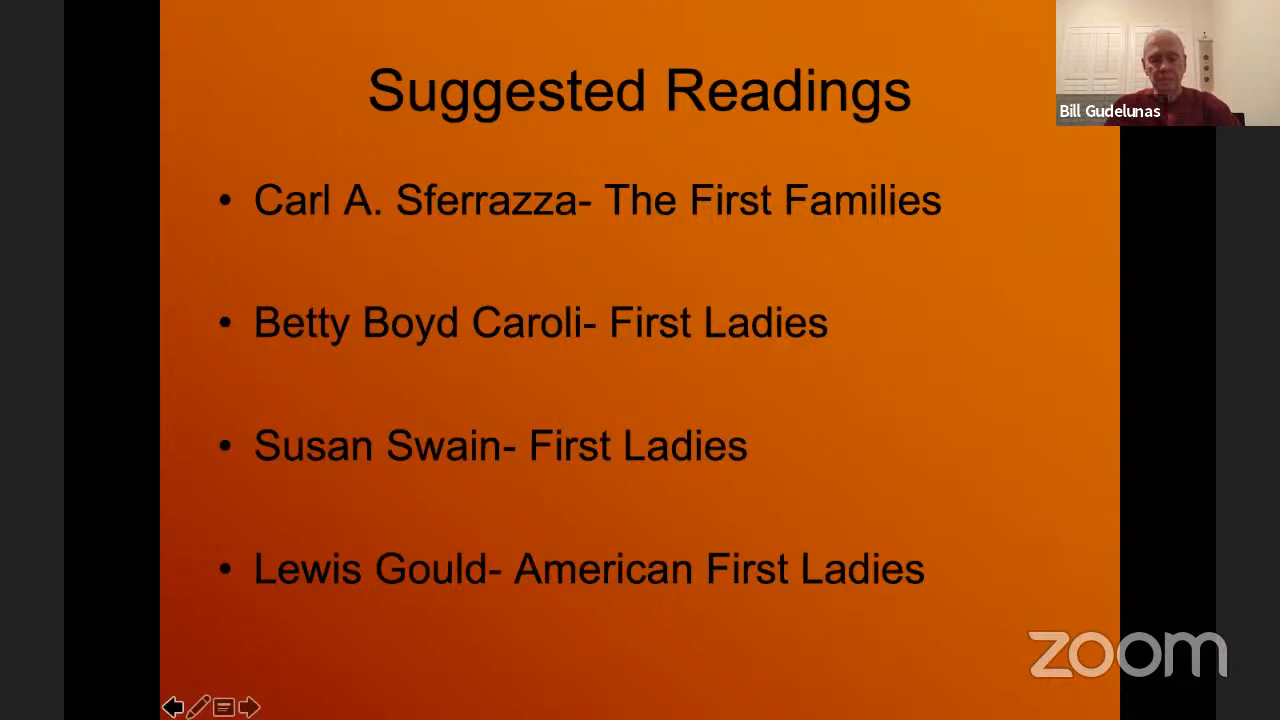 Suggested Readings
Bill Gudelunas
• Carl A. Sferrazza- The First Families
• Betty Boyd Caroli- First Ladies
• Susan Swain- First Ladies
• Lewis Gould- American First Ladies
zoom